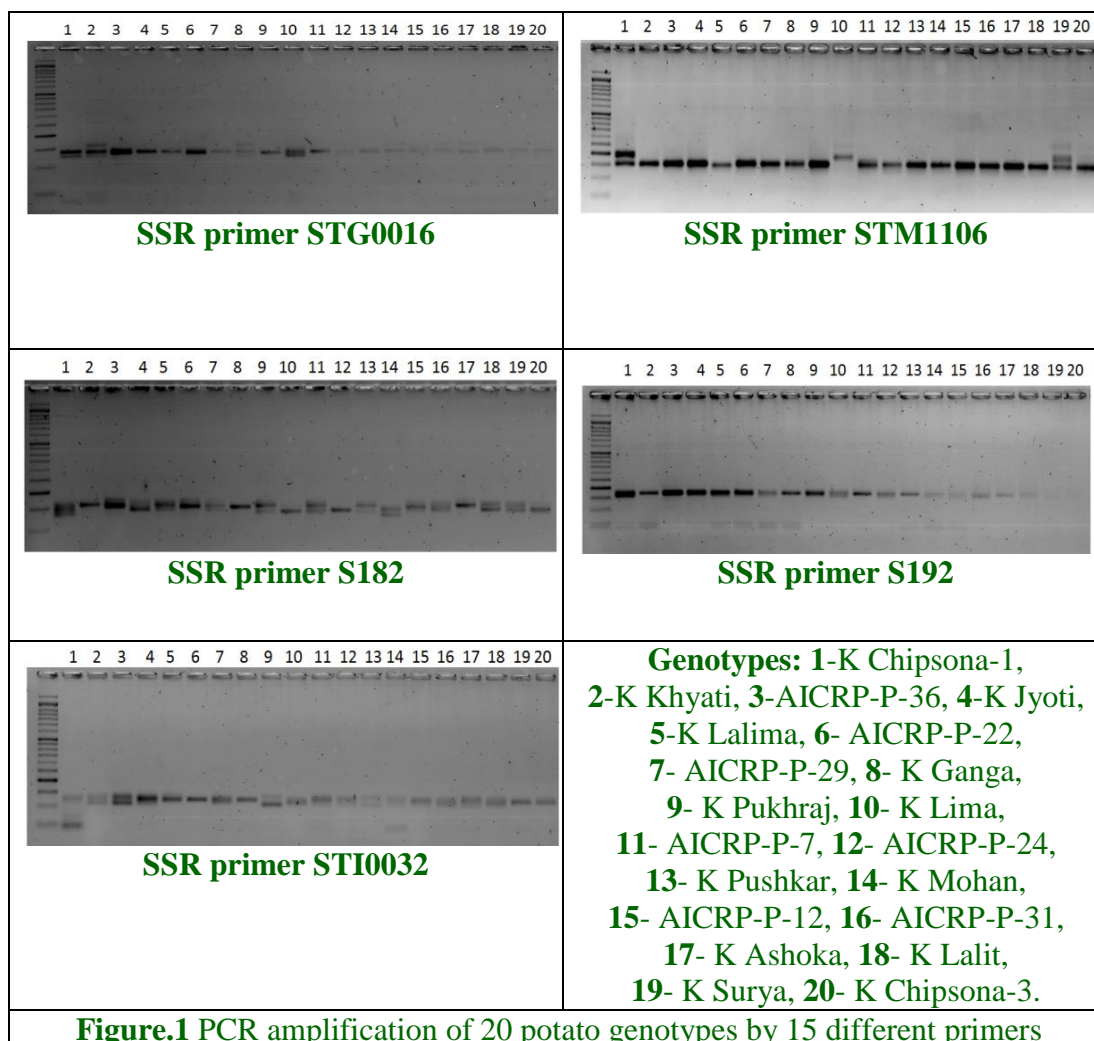 1 2 3 4 5 6 7 8 9 10 11 12 13 14 15 16 17 18 19 20
SSR primer STG0016
1 2 3 4 5 6 7 8 9 10 11 12 13 14 15 16 17 18 19 20
SSR primer STM1106
1 2 3 4 5 6 7 8 9 10 11 12 13 14 15 16 17 18 19 20
SSR primer S182
1 2 3 4 5 6 7 8 9 10 11 12 13 14 15 16 17 18 19 20
SSR primer S192
1 2 3 4 5 6 7 8 9 10 11 12 13 14 15 16 17 18 19 20
SSR primer STI0032
Genotypes: 1-K Chipsona-1,
2-K Khyati, 3-AICRP-P-36, 4-K Jyoti,
5-K Lalima, 6- AICRP-P-22,
7- AICRP-P-29, 8- K Ganga,
9- K Pukhraj, 10- K Lima,
11- AICRP-P-7, 12- AICRP-P-24,
13- K Pushkar, 14- K Mohan,
15- AICRP-P-12, 16- AICRP-P-31,
17- K Ashoka, 18- K Lalit,
19- K Surya, 20- K Chipsona-3.
Figure.1 PCR amplification of 20 potato genotypes by 15 different primers